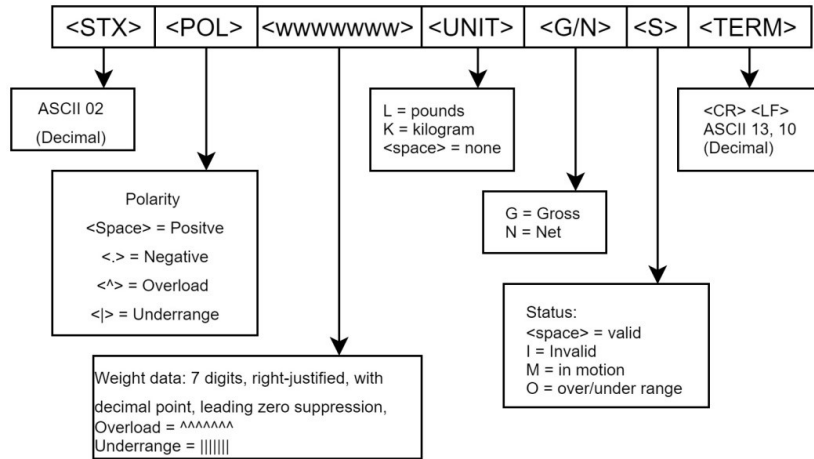 <STX> <POL> <wwwwwww> <UNIT> <G/N> <S> <TERM>
ASCII 02
(Decimal)
Polarity
<Space> = Positve
<.> = Negative
<^> = Overload
<|> = Underrange
Weight data: 7 digits, right-justified, with
decimal point, leading zero suppression,
Overload = ^^^^^^^
Underrange = |||||||
L = pounds
K = kilogram
<space> = none
G = Gross
N = Net
Status:
<space> = valid
I = Invalid
M = in motion
O = over/under range
<CR> <LF>
ASCII 13, 10
(Decimal)